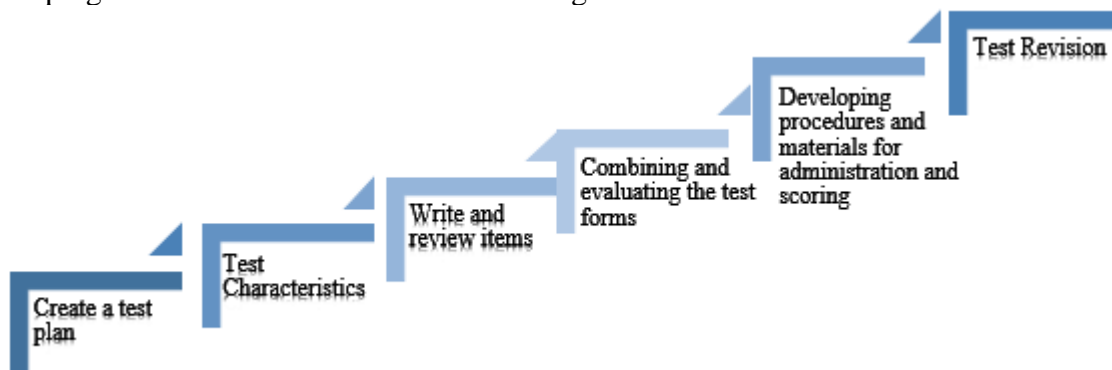 Create a test
plan
Test
Characteristics
Write and
review items
Combining and
evaluating the test
forms
Developing
procedures and
materials for
administration and
scoring
Test Revision